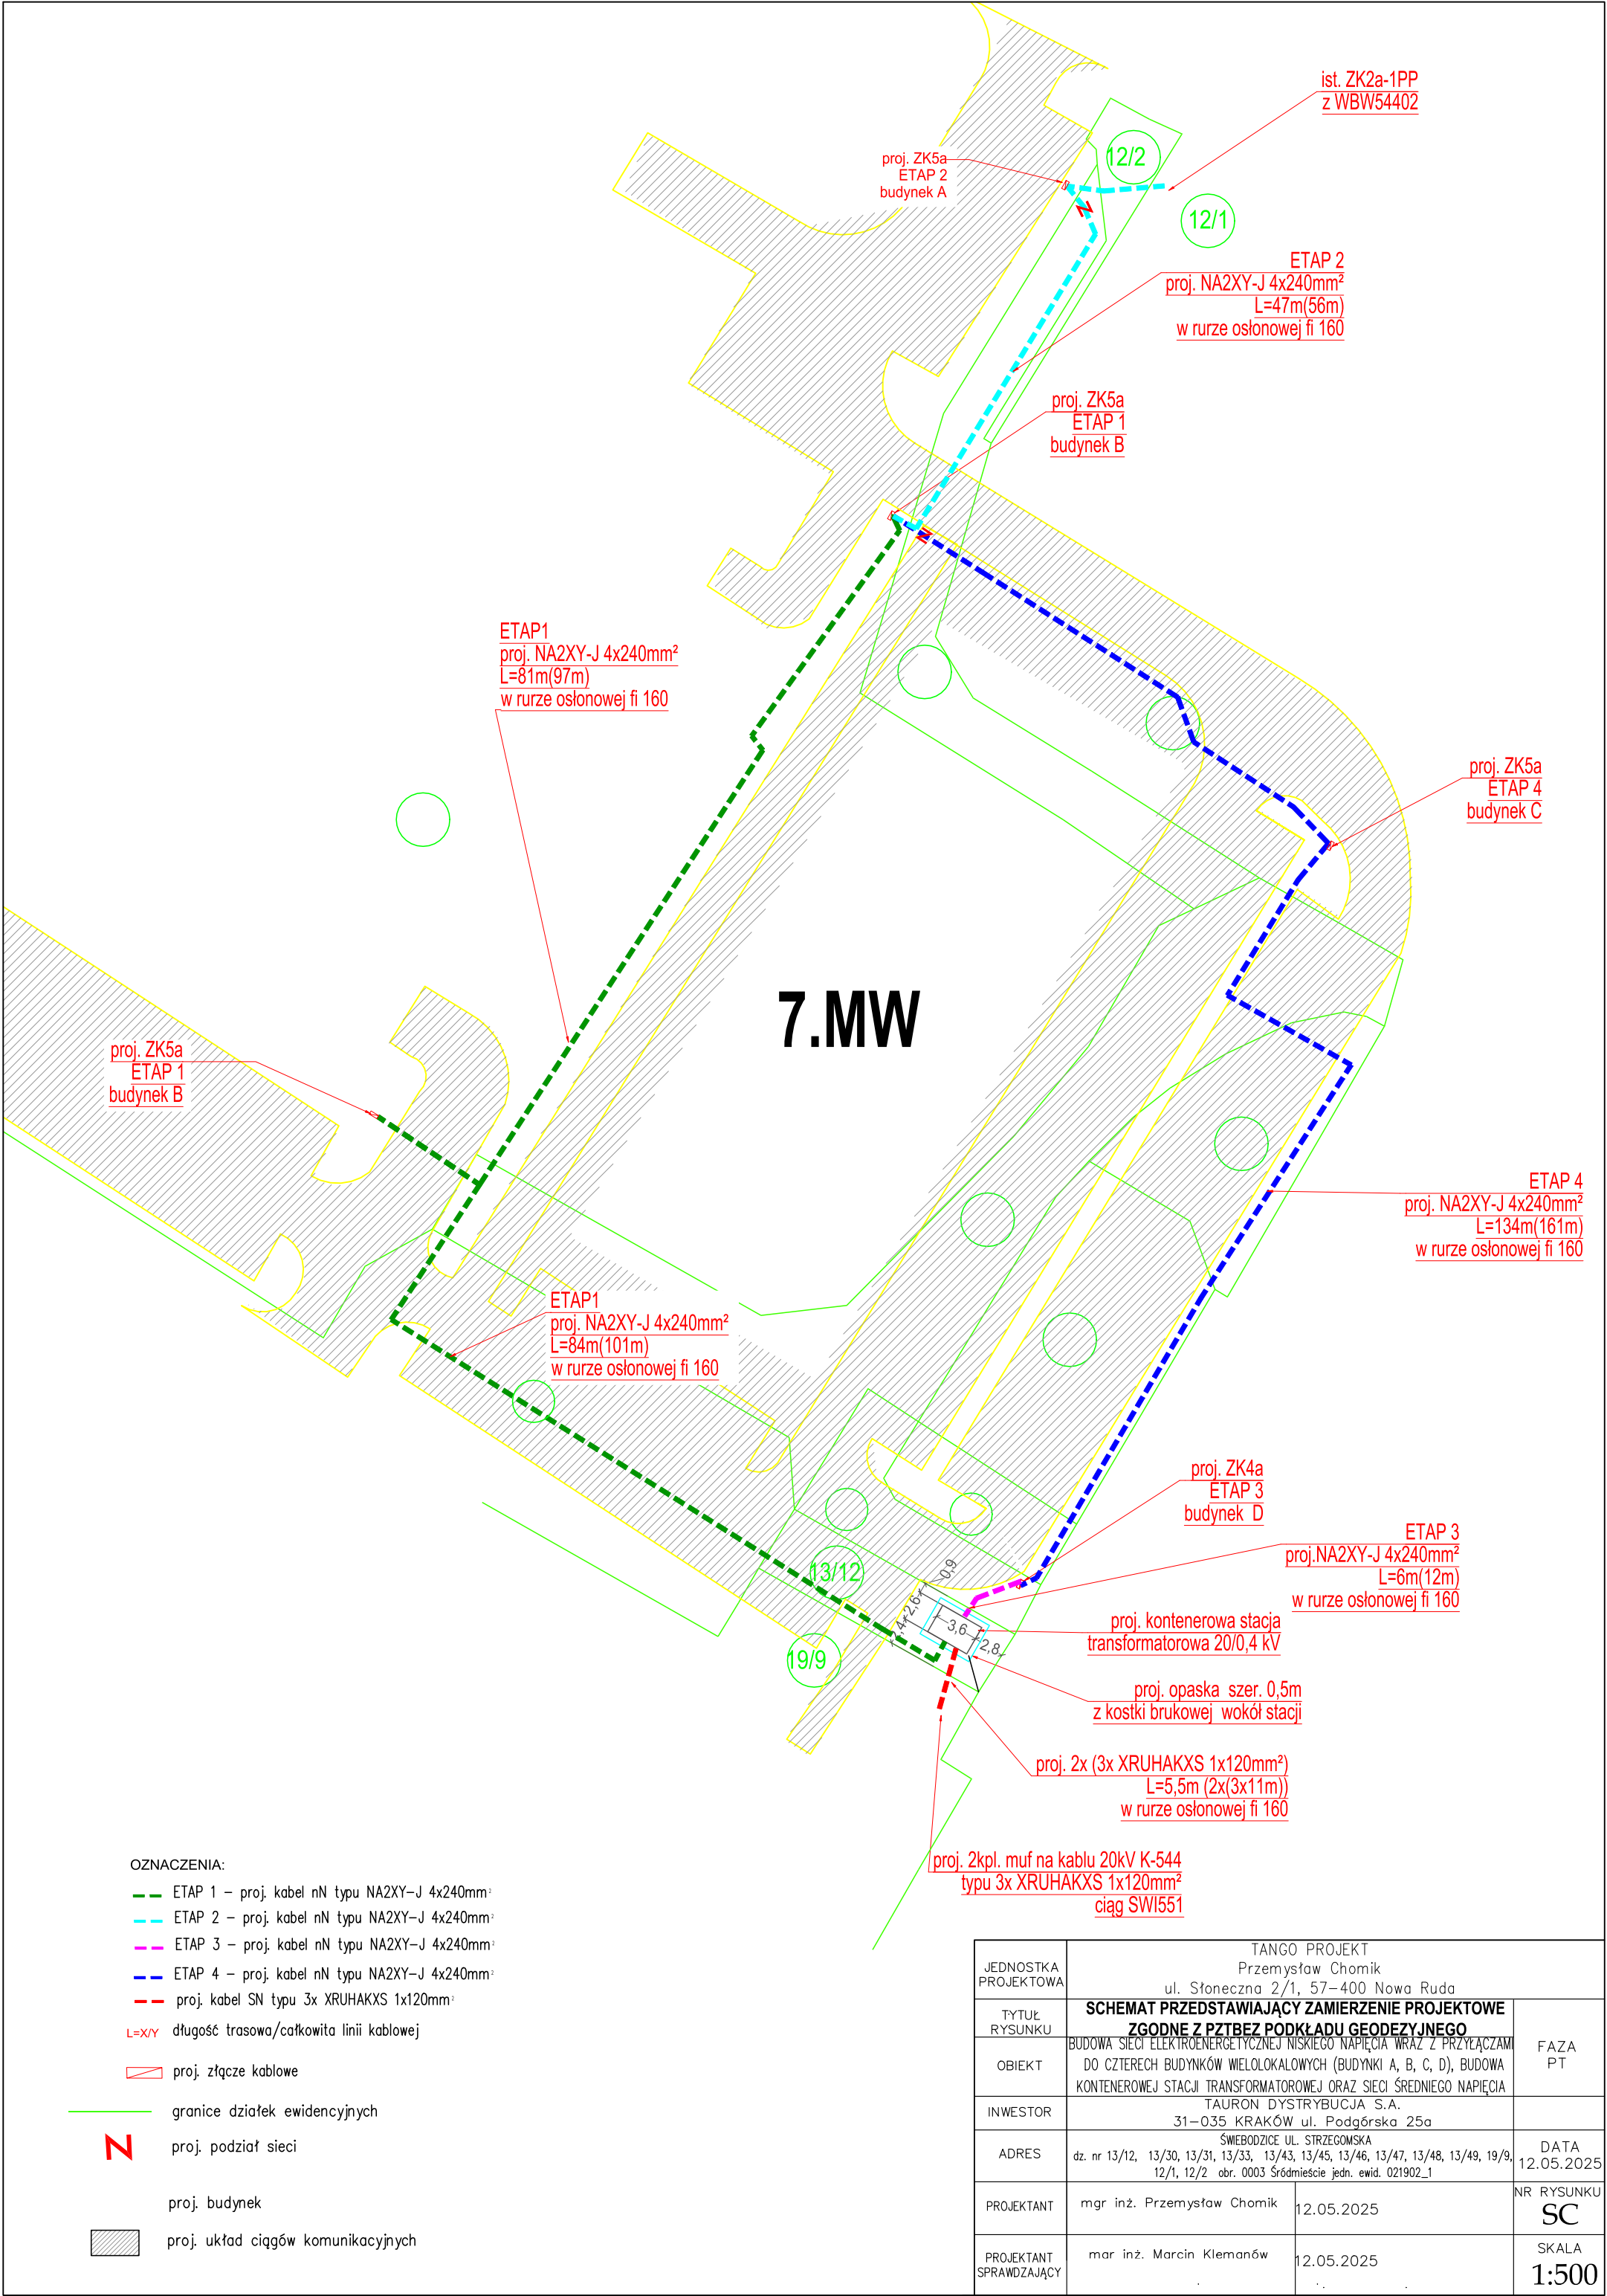 ist. ZK2a-1PP
z WBW54402
12/2
proj. ZK5a
ETAP 2
budynek A
12/1
ETAP 2
proj. NA2XY-J 4x240mm²
L=47m(56m)
w rurze osłonowej fi 160
proj. ZK5a
ETAP 1
budynek B
ETAP1
proj. NA2XY-J 4x240mm²
L=81m(97m)
w rurze osłonowej fi 160
proj. ZK5a
ETAP 4
budynek C
7.MW
proj. ZK5a
ETAP 1
budynek B
ETAP 4
proj. NA2XY-J 4x240mm²
L=134m(161m)
w rurze osłonowej fi 160
ETAP1
proj. NA2XY-J 4x240mm²
L=84m(101m)
w rurze osłonowej fi 160
proj. ZK4a
ETAP 3
budynek D
ETAP 3
proj.NA2XY-J 4x240mm²
L=6m(12m)
w rurze osłonowej fi 160
13/12
0,9
2,6
2,4
3,6
2,8
19/9
proj. kontenerowa stacja
transformatorowa 20/0,4 kV
proj. opaska szer. 0,5m
z kostki brukowej wokół stacji
proj. 2x (3x XRUHAKXS 1x120mm²)
L=5,5m (2x(3x11m))
w rurze osłonowej fi 160
proj. 2kpl. muf na kablu 20kV K-544
typu 3x XRUHAKXS 1x120mm²
ciąg SWI551
OZNACZENIA:
ETAP 1 – proj. kabel nN typu NA2XY–J 4x240mm²
ETAP 2 – proj. kabel nN typu NA2XY–J 4x240mm²
ETAP 3 – proj. kabel nN typu NA2XY–J 4x240mm²
ETAP 4 – proj. kabel nN typu NA2XY–J 4x240mm²
proj. kabel SN typu 3x XRUHAKXS 1x120mm²
L=X/Y długość trasowa/całkowita linii kablowej
proj. złącze kablowe
granice działek ewidencyjnych
N proj. podział sieci
proj. budynek
proj. układ ciągów komunikacyjnych
JEDNOSTKA PROJEKTOWA
TANGO PROJEKT
Przemysław Chomik
ul. Słoneczna 2/1, 57–400 Nowa Ruda
TYTUŁ RYSUNKU
SCHEMAT PRZEDSTAWIAJĄCY ZAMIERZENIE PROJEKTOWE
ZGODNE Z PZTBEZ PODKŁADU GEODEZYJNEGO
FAZA
PT
OBIEKT
BUDOWA SIECI ELEKTROENERGETYCZNEJ NISKIEGO NAPIĘCIA WRAZ Z PRZYŁĄCZAMI
DO CZTERECH BUDYNKÓW WIELOLOKALOWYCH (BUDYNKI A, B, C, D), BUDOWA
KONTENEROWEJ STACJI TRANSFORMATOROWEJ ORAZ SIECI ŚREDNIEGO NAPIĘCIA
INWESTOR
TAURON DYSTRYBUCJA S.A.
31–035 KRAKÓW ul. Podgórska 25a
ADRES
ŚWIEBODZICE UL. STRZEGOMSKA
dz. nr 13/12, 13/30, 13/31, 13/33, 13/43, 13/45, 13/46, 13/47, 13/48, 13/49, 19/9,
12/1, 12/2 obr. 0003 Śródmieście jedn. ewid. 021902_1
DATA
12.05.2025
PROJEKTANT
mgr inż. Przemysław Chomik
12.05.2025
NR RYSUNKU
SC
PROJEKTANT SPRAWDZAJĄCY
mar inż. Marcin Klemanów
12.05.2025
SKALA
1:500